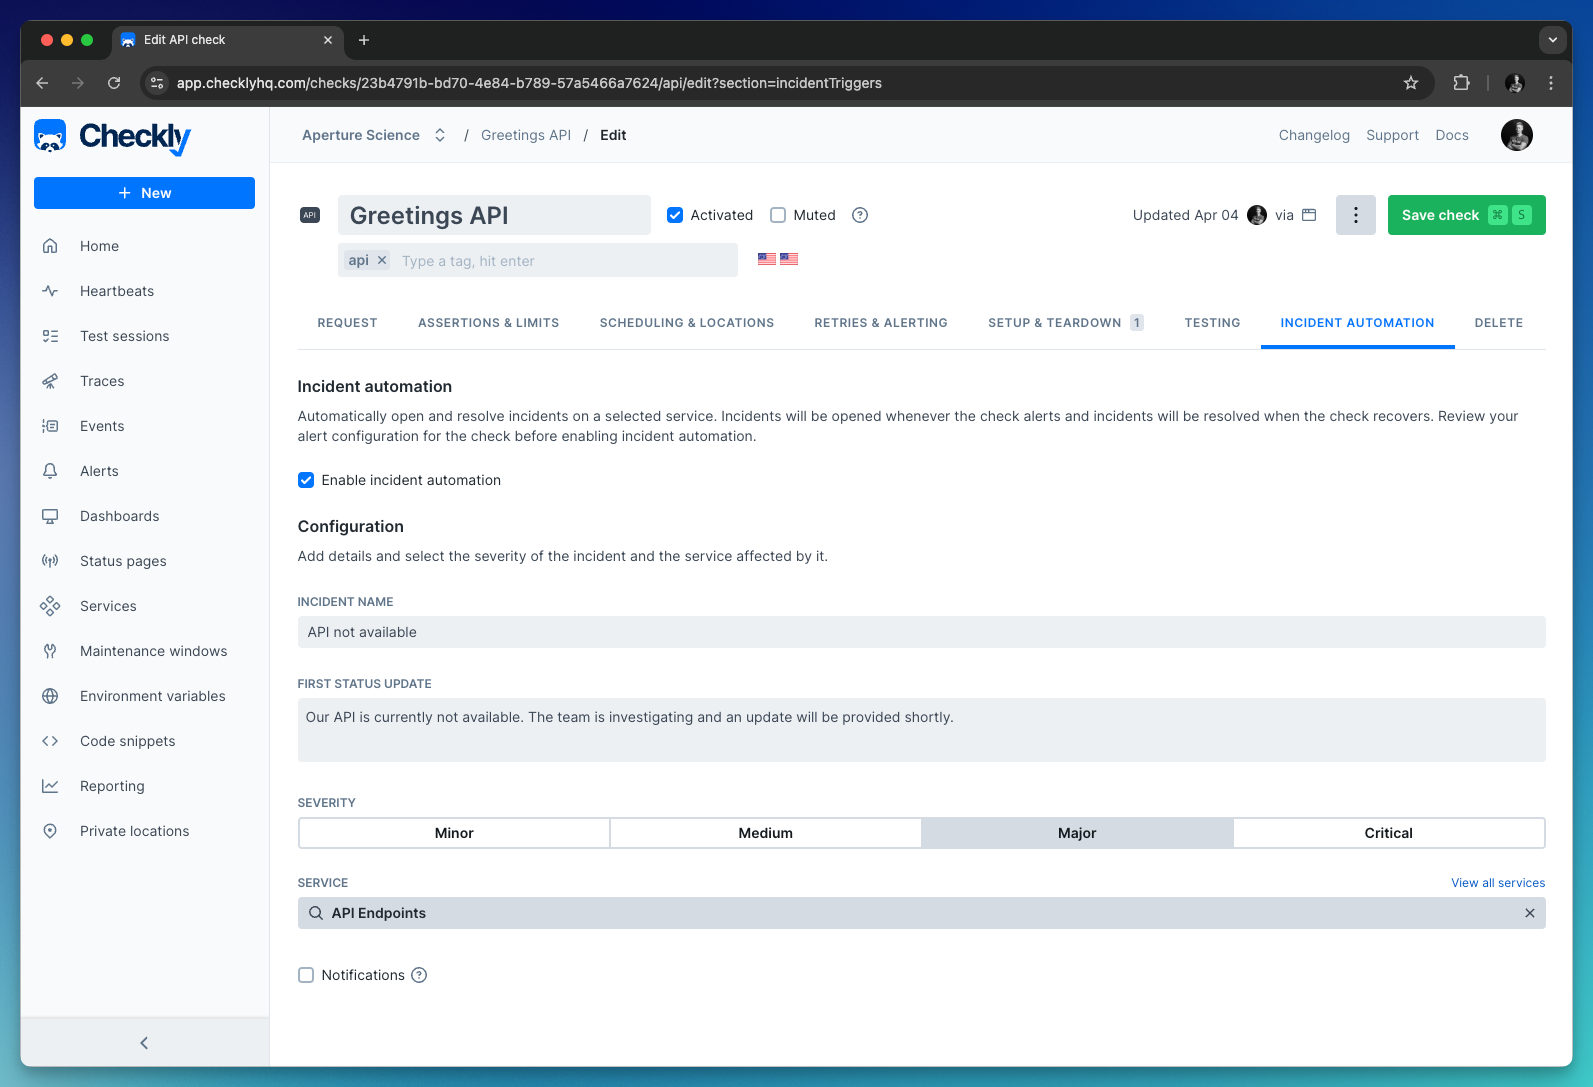 Edit API check
app.checklyhq.com/checks/23b4791b-bd70-4e84-b789-57a5466a7624/api/edit?section=incidentTriggers
Checkly
Aperture Science / Greetings API / Edit
Changelog Support Docs
+ New
Home
Heartbeats
Test sessions
Traces
Events
Alerts
Dashboards
Status pages
Services
Maintenance windows
Environment variables
Code snippets
Reporting
Private locations
API Greetings API
Activated Muted ?
Updated Apr 04 via
Save check ⌘ S
api × Type a tag, hit enter
REQUEST ASSERTIONS & LIMITS SCHEDULING & LOCATIONS RETRIES & ALERTING SETUP & TEARDOWN 1 TESTING INCIDENT AUTOMATION DELETE
Incident automation
Automatically open and resolve incidents on a selected service. Incidents will be opened whenever the check alerts and incidents will be resolved when the check recovers. Review your
alert configuration for the check before enabling incident automation.
Enable incident automation
Configuration
Add details and select the severity of the incident and the service affected by it.
INCIDENT NAME
API not available
FIRST STATUS UPDATE
Our API is currently not available. The team is investigating and an update will be provided shortly.
SEVERITY
Minor Medium Major Critical
SERVICE View all services
API Endpoints
Notifications ?